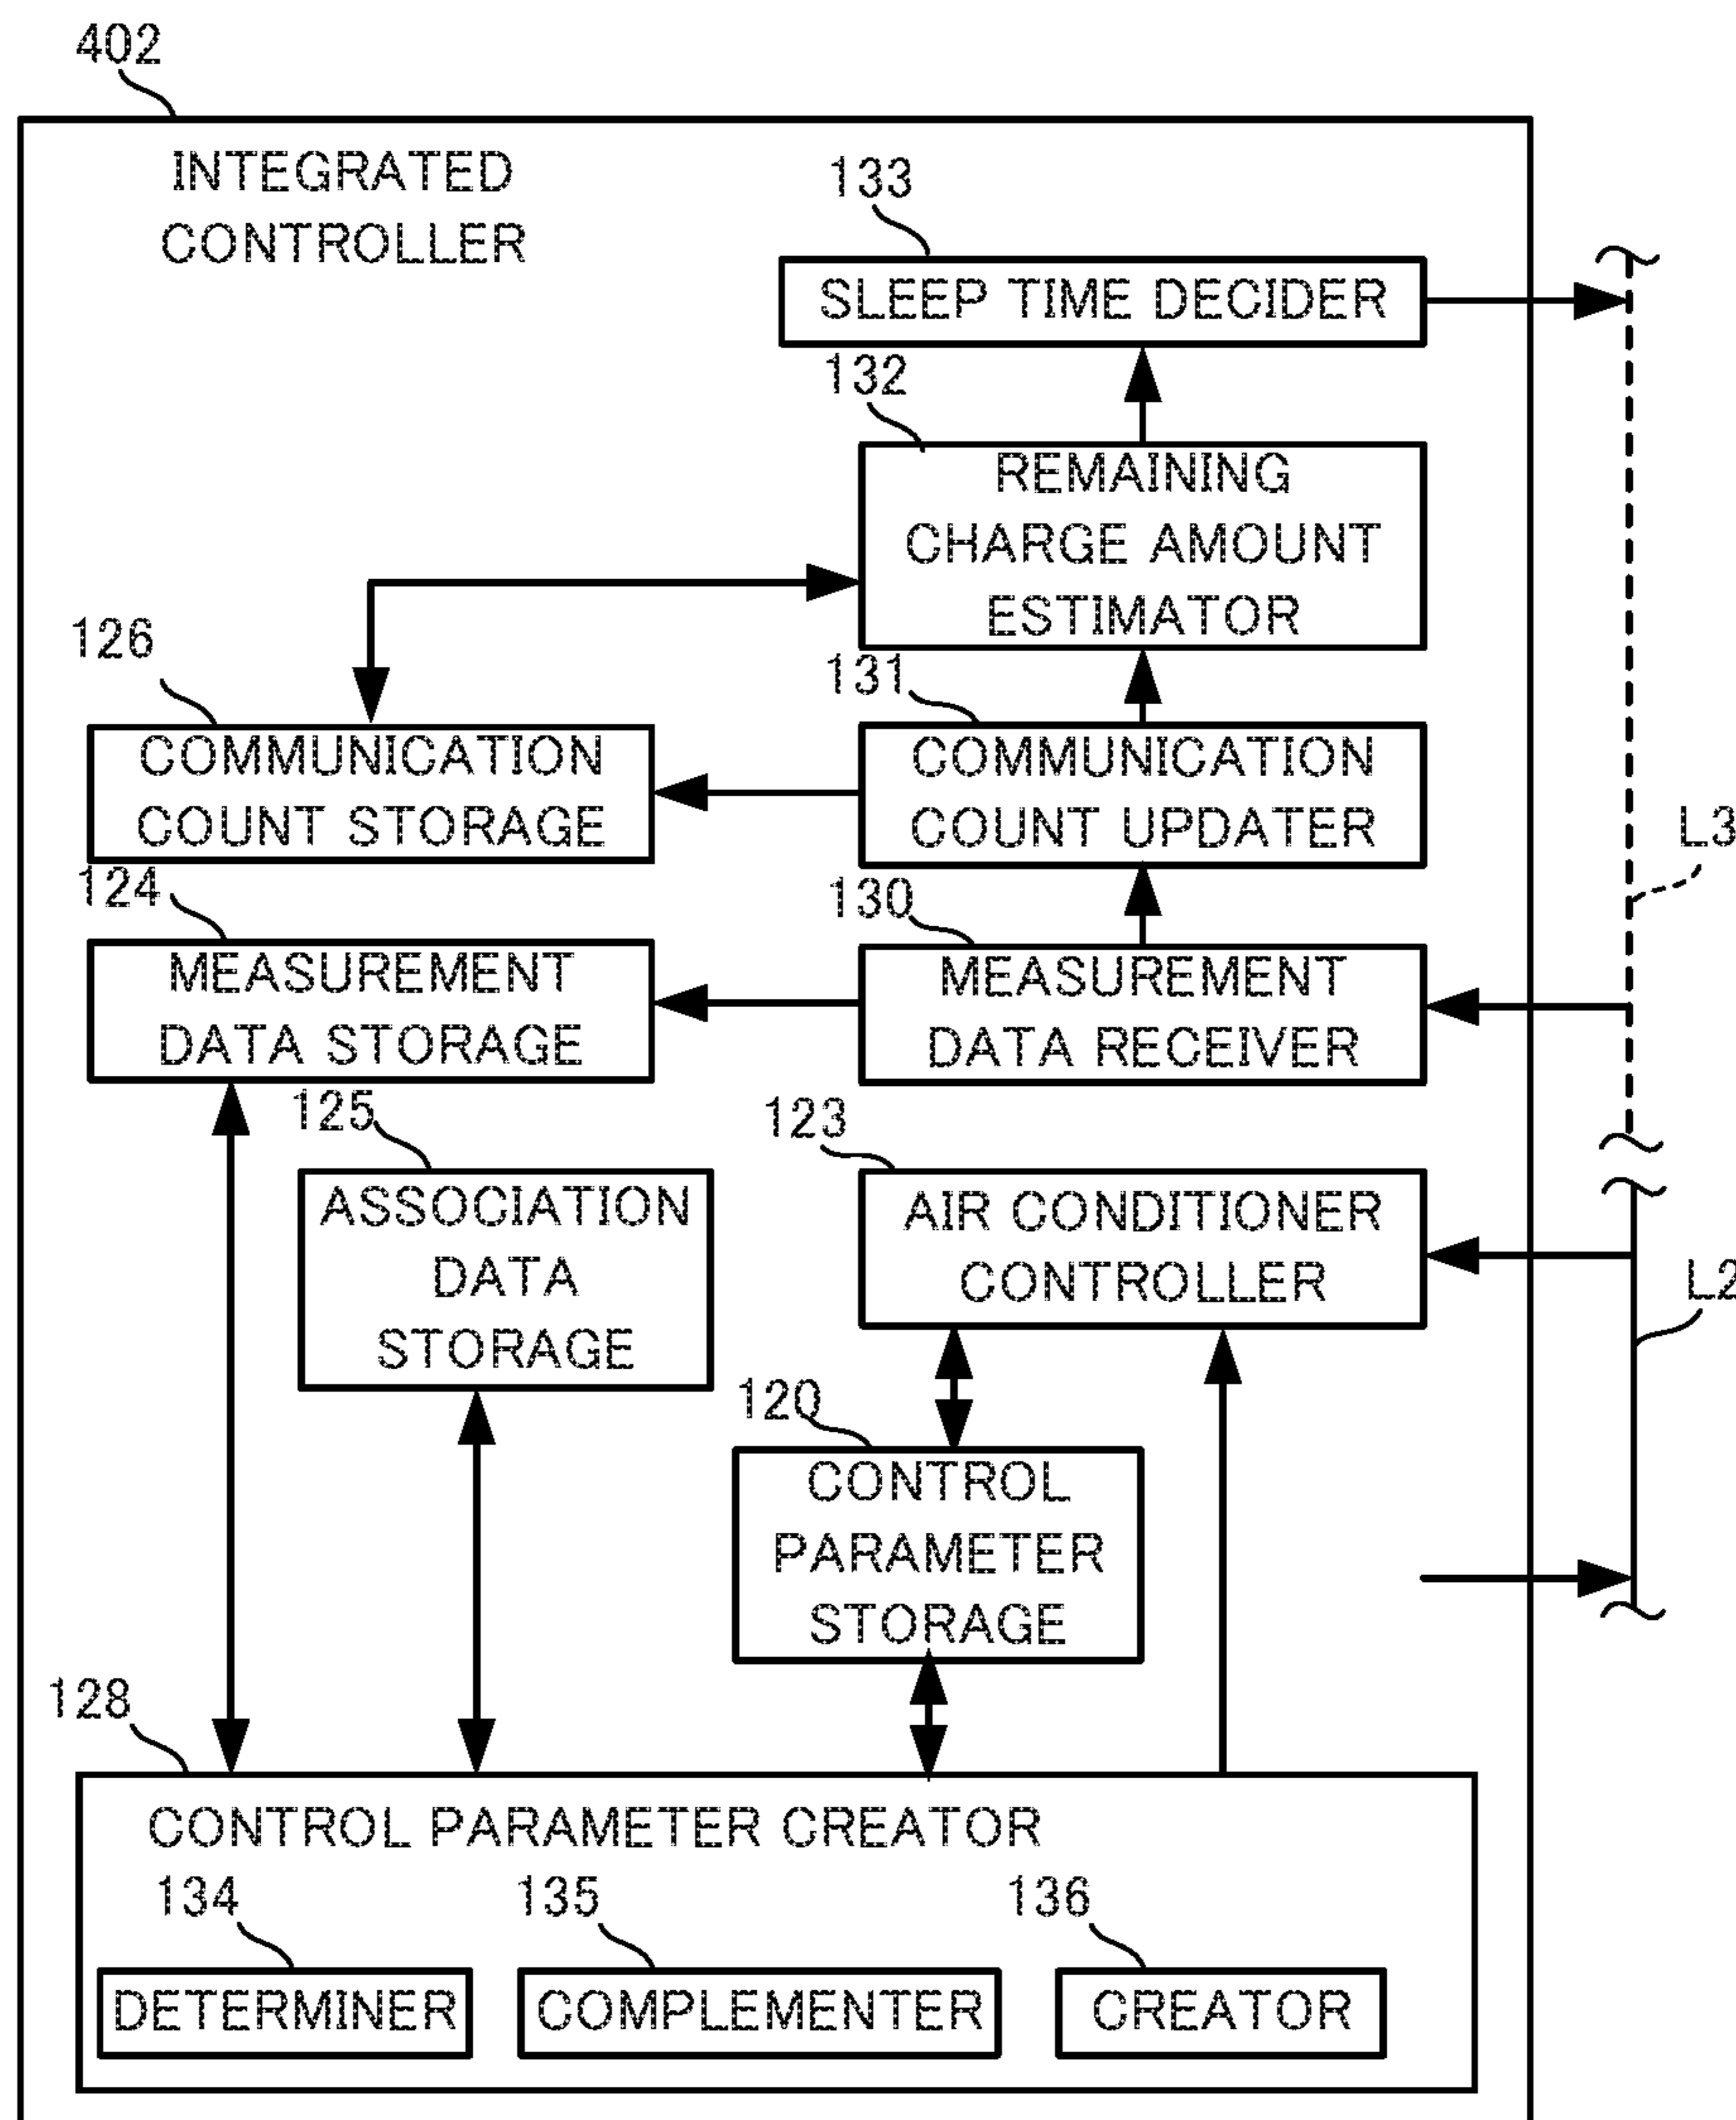 402
INTEGRATED
CONTROLLER
133
SLEEP TIME DECIDER
132
REMAINING
CHARGE AMOUNT
ESTIMATOR
126
COMMUNICATION
COUNT STORAGE
131
COMMUNICATION
COUNT UPDATER
L3
124
MEASUREMENT
DATA STORAGE
130
MEASUREMENT
DATA RECEIVER
125
ASSOCIATION
DATA
STORAGE
123
AIR CONDITIONER
CONTROLLER
L2
120
CONTROL
PARAMETER
STORAGE
128
CONTROL PARAMETER CREATOR
134
DETERMINER
135
COMPLEMENTER
136
CREATOR